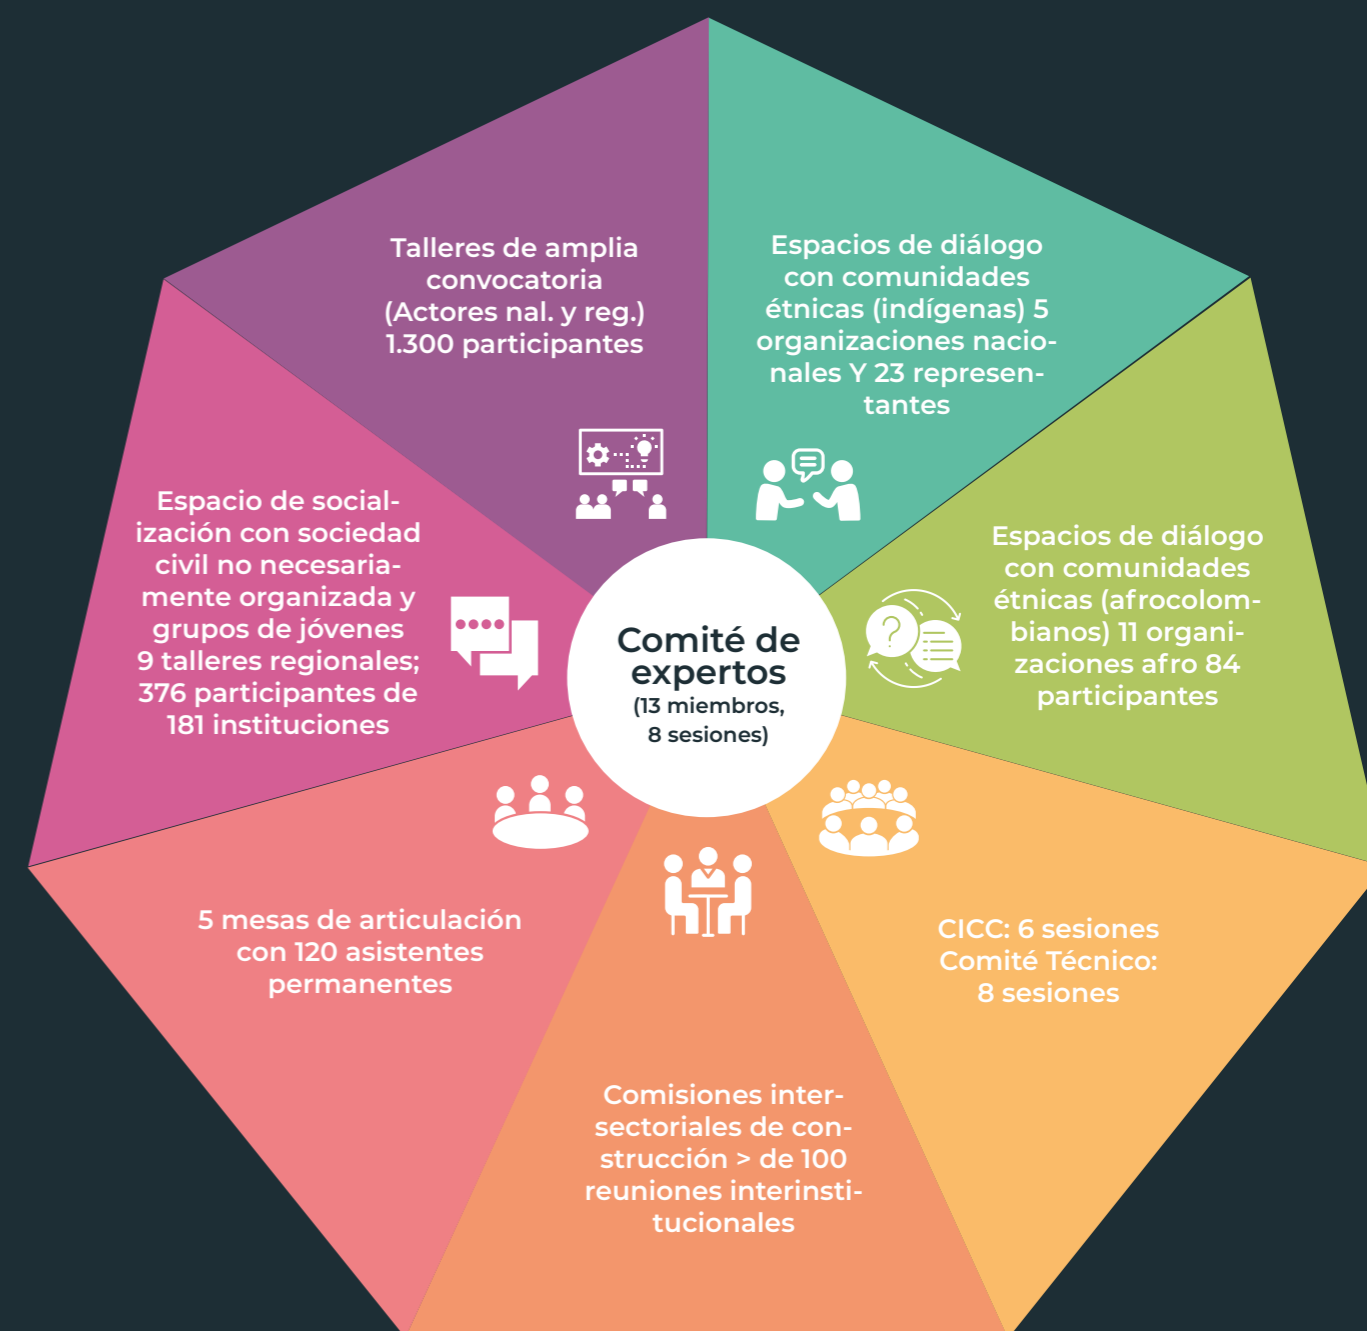 Talleres de amplia
convocatoria
(Actores nal. y reg.)
1.300 participantes
Espacios de diálogo
con comunidades
étnicas (indígenas) 5
organizaciones nacio-
nales Y 23 represen-
tantes
Espacios de diálogo
con comunidades
étnicas (afrocolom-
bianos) 11 organi-
zaciones afro 84
participantes
CICC: 6 sesiones
Comité Técnico:
8 sesiones
Comisiones inter-
sectoriales de con-
strucción > de 100
reuniones interinsti-
tucionales
5 mesas de articulación
con 120 asistentes
permanentes
Espacio de social-
ización con sociedad
civil no necesaria-
mente organizada y
grupos de jóvenes
9 talleres regionales;
376 participantes de
181 instituciones
Comité de
expertos
(13 miembros,
8 sesiones)